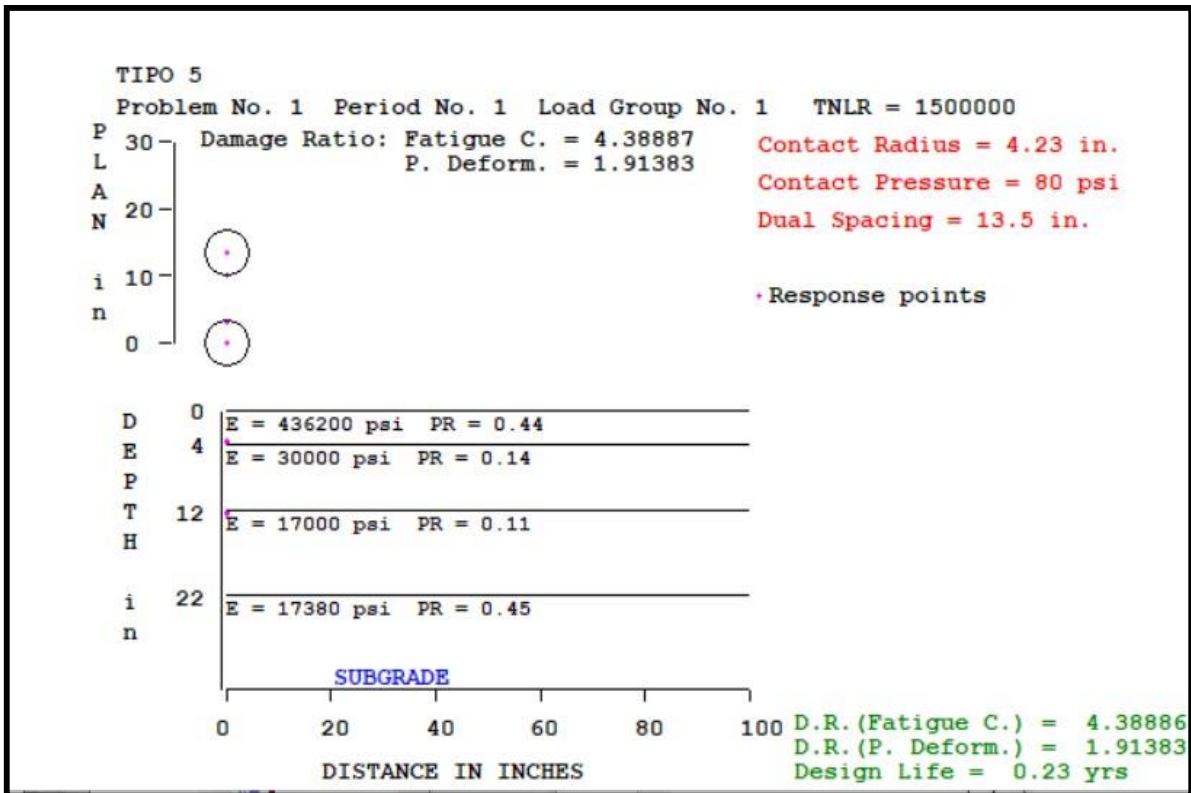 TIPO 5
Problem No. 1 Period No. 1 Load Group No. 1 TNLR = 1500000
Damage Ratio: Fatigue C. = 4.38887
P. Deform. = 1.91383
Contact Radius = 4.23 in.
Contact Pressure = 80 psi
Dual Spacing = 13.5 in.
Response points
PLAN in
30
20
10
0
DEPTH in
0
E = 436200 psi PR = 0.44
4
E = 30000 psi PR = 0.14
12
E = 17000 psi PR = 0.11
22
E = 17380 psi PR = 0.45
SUBGRADE
0 20 40 60 80 100
DISTANCE IN INCHES
D.R.(Fatigue C.) = 4.38886
D.R.(P. Deform.) = 1.91383
Design Life = 0.23 yrs